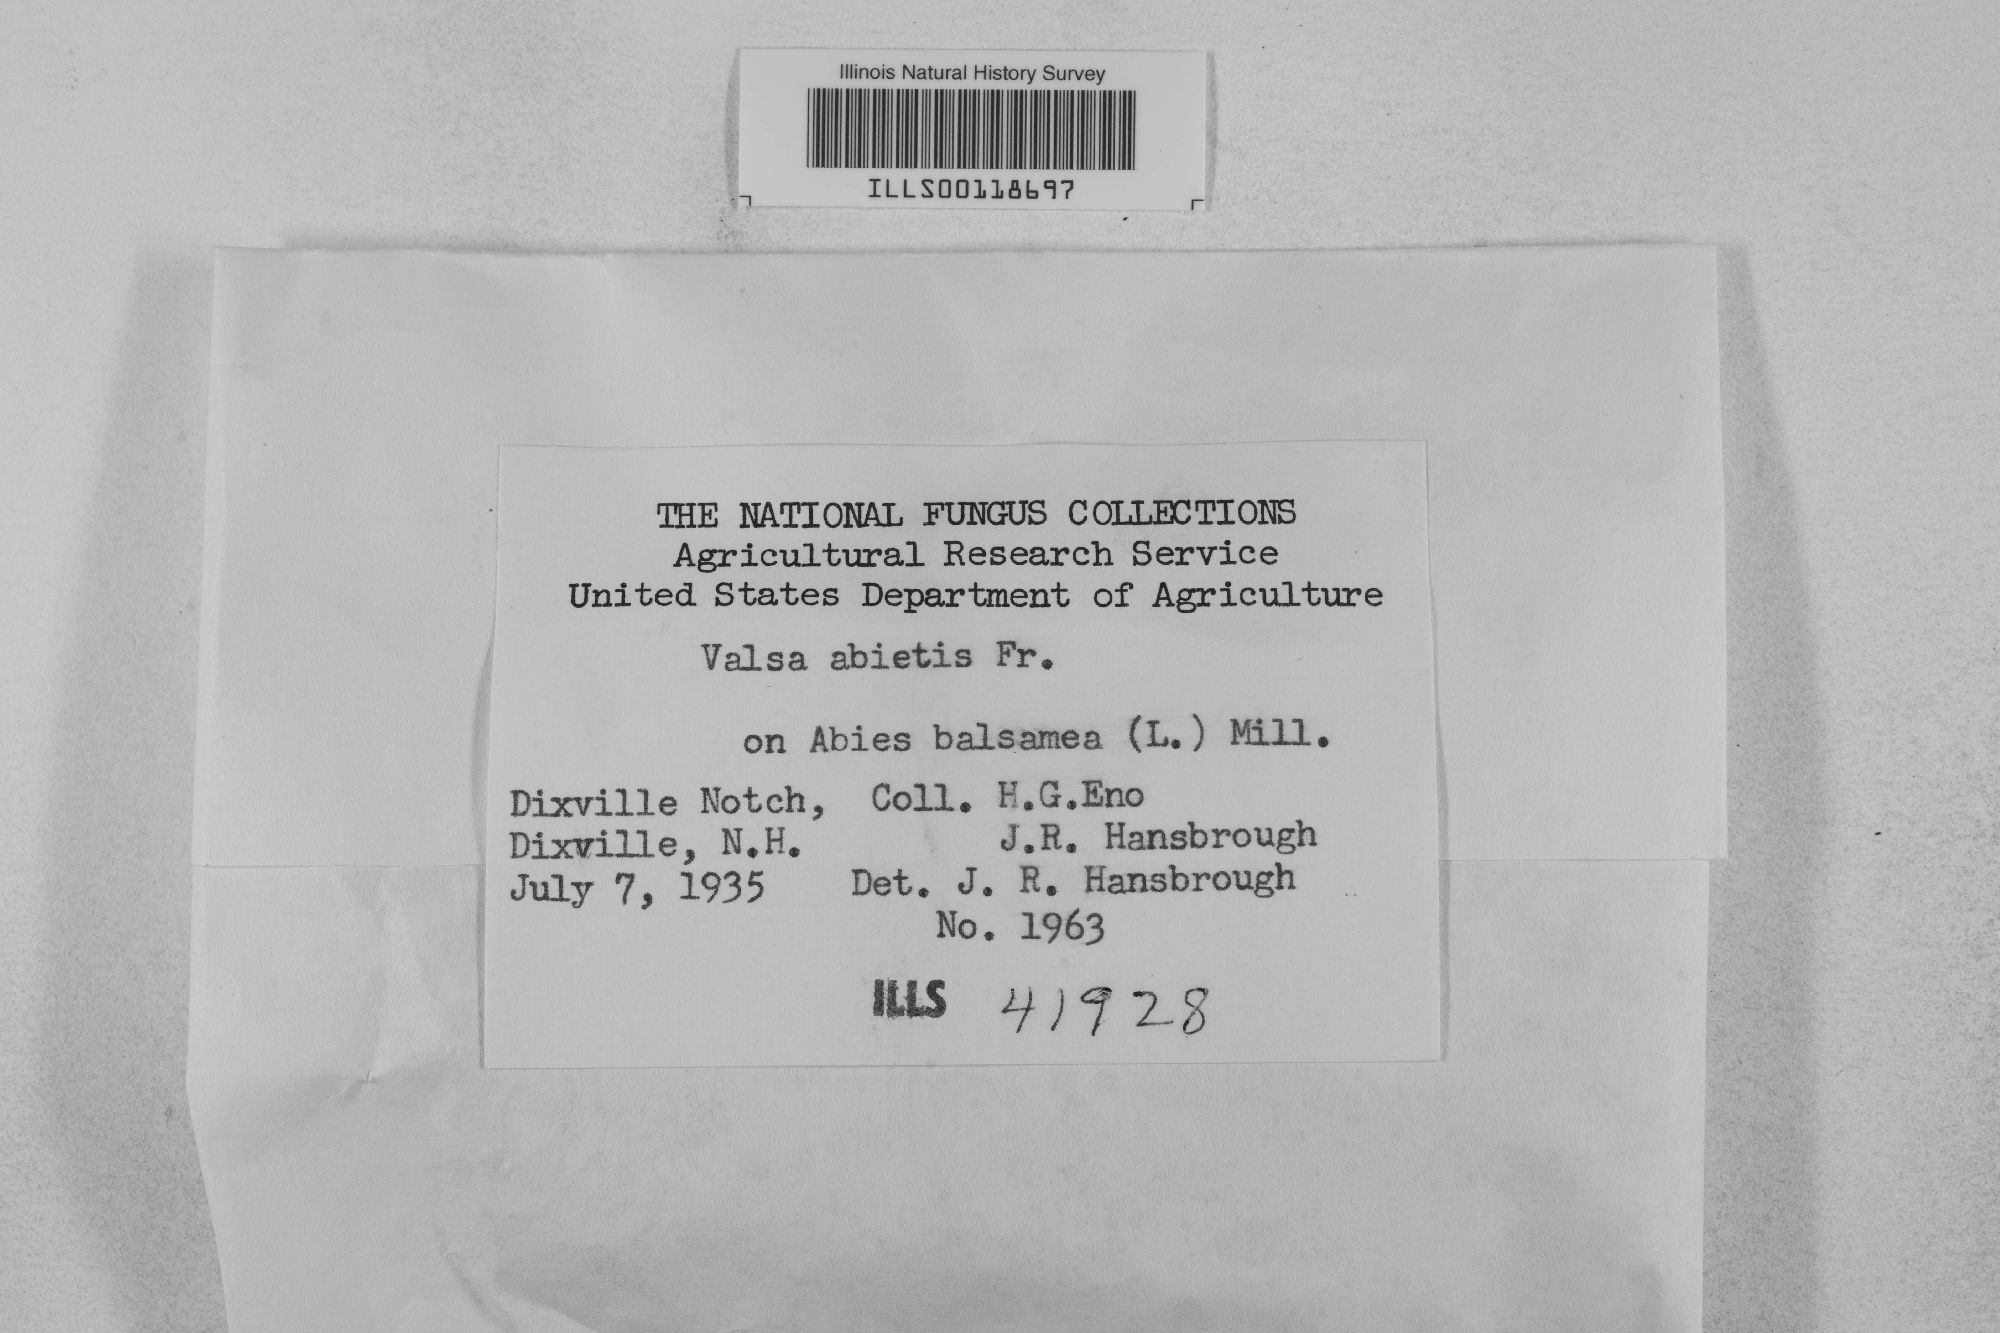 Illinois Natural History Survey
ILLS00118697
THE NATIONAL FUNGUS COLLECTIONS
Agricultural Research Service
United States Department of Agriculture
Valsa abietis Fr.
on Abies balsamea (L.) Mill.
Dixville Notch, Coll. H.G.Eno
Dixville, N.H. J.R. Hansbrough
July 7, 1935 Det. J. R. Hansbrough
No. 1963
ILLS 41928